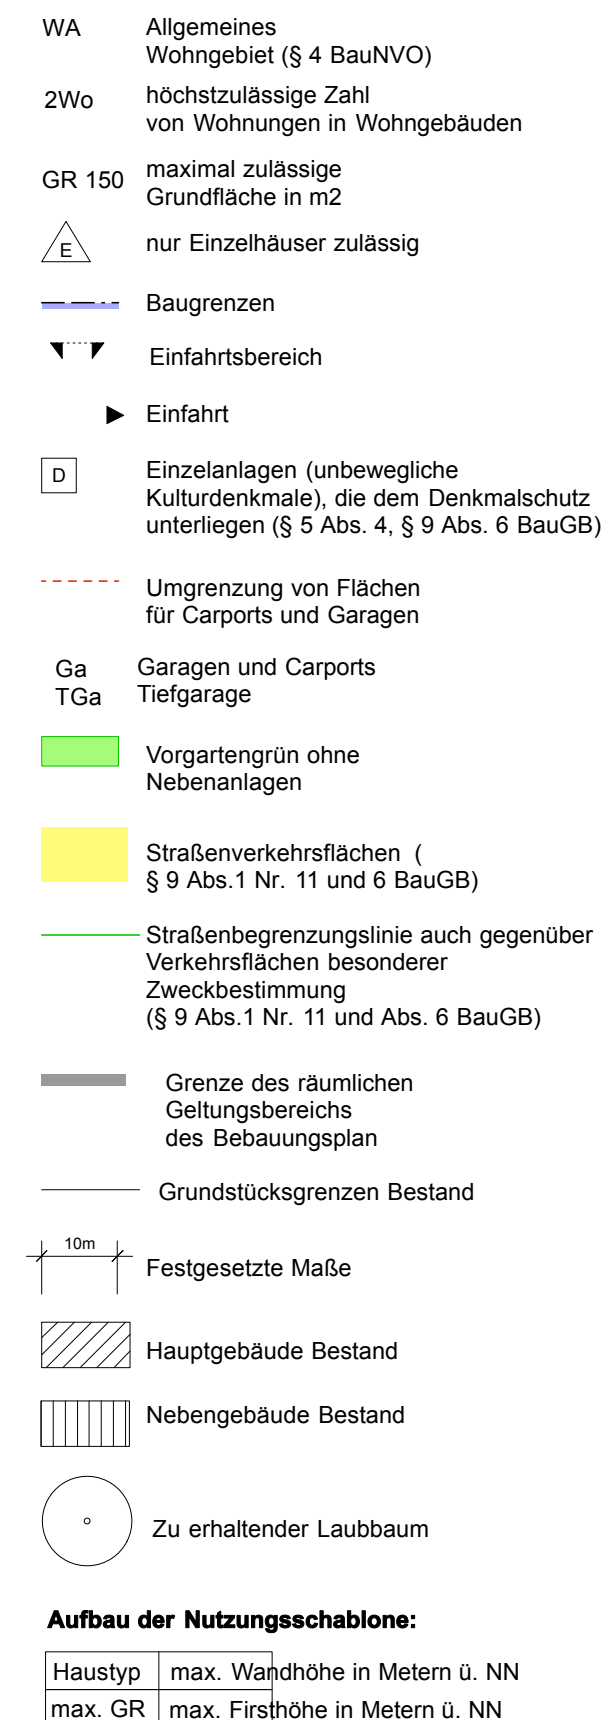 WA Allgemeines
Wohngebiet (§ 4 BauNVO)
2Wo höchstzulässige Zahl
von Wohnungen in Wohngebäuden
GR 150 maximal zulässige
Grundfläche in m2
E nur Einzelhäuser zulässig
Baugrenzen
Einfahrtsbereich
Einfahrt
D Einzelanlagen (unbewegliche
Kulturdenkmale), die dem Denkmalschutz
unterliegen (§ 5 Abs. 4, § 9 Abs. 6 BauGB)
Umgrenzung von Flächen
für Carports und Garagen
Ga Garagen und Carports
TGa Tiefgarage
Vorgartengrün ohne
Nebenanlagen
Straßenverkehrsflächen (
§ 9 Abs.1 Nr. 11 und 6 BauGB)
Straßenbegrenzungslinie auch gegenüber
Verkehrsflächen besonderer
Zweckbestimmung
(§ 9 Abs.1 Nr. 11 und Abs. 6 BauGB)
Grenze des räumlichen
Geltungsbereichs
des Bebauungsplan
Grundstücksgrenzen Bestand
10m
Festgesetzte Maße
Hauptgebäude Bestand
Nebengebäude Bestand
Zu erhaltender Laubbaum
Aufbau der Nutzungsschablone:
Haustyp max. Wandhöhe in Metern ü. NN
max. GR max. Firsthöhe in Metern ü. NN